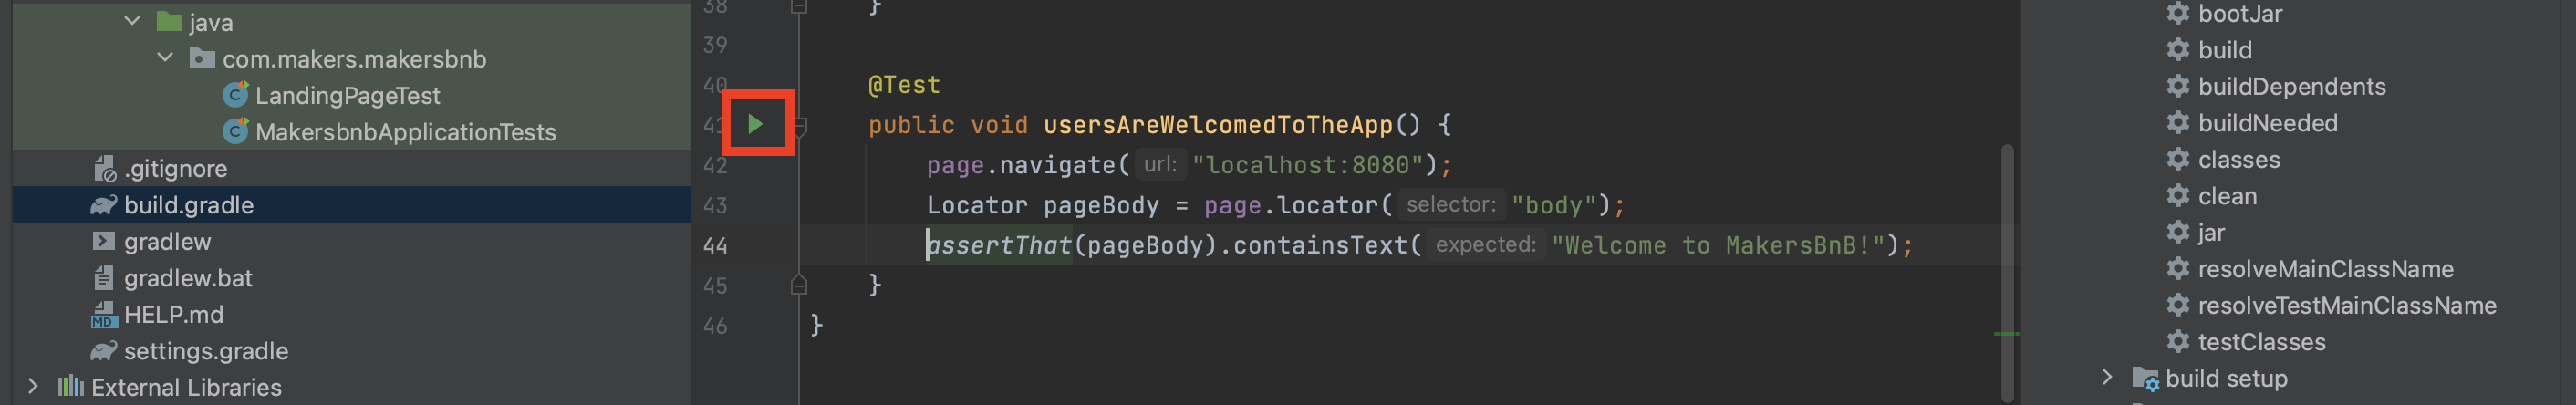 java
com.makers.makersbnb
LandingPageTest
MakersbnbApplicationTests
.gitignore
build.gradle
gradlew
gradlew.bat
HELP.md
settings.gradle
External Libraries
38 }
39
40 @Test
41 public void usersAreWelcomedToTheApp() {
42 page.navigate( url: "localhost:8080");
43 Locator pageBody = page.locator( selector: "body");
44 assertThat(pageBody).containsText( expected: "Welcome to MakersBnB!");
45 }
46 }
bootJar
build
buildDependents
buildNeeded
classes
clean
jar
resolveMainClassName
resolveTestMainClassName
testClasses
build setup